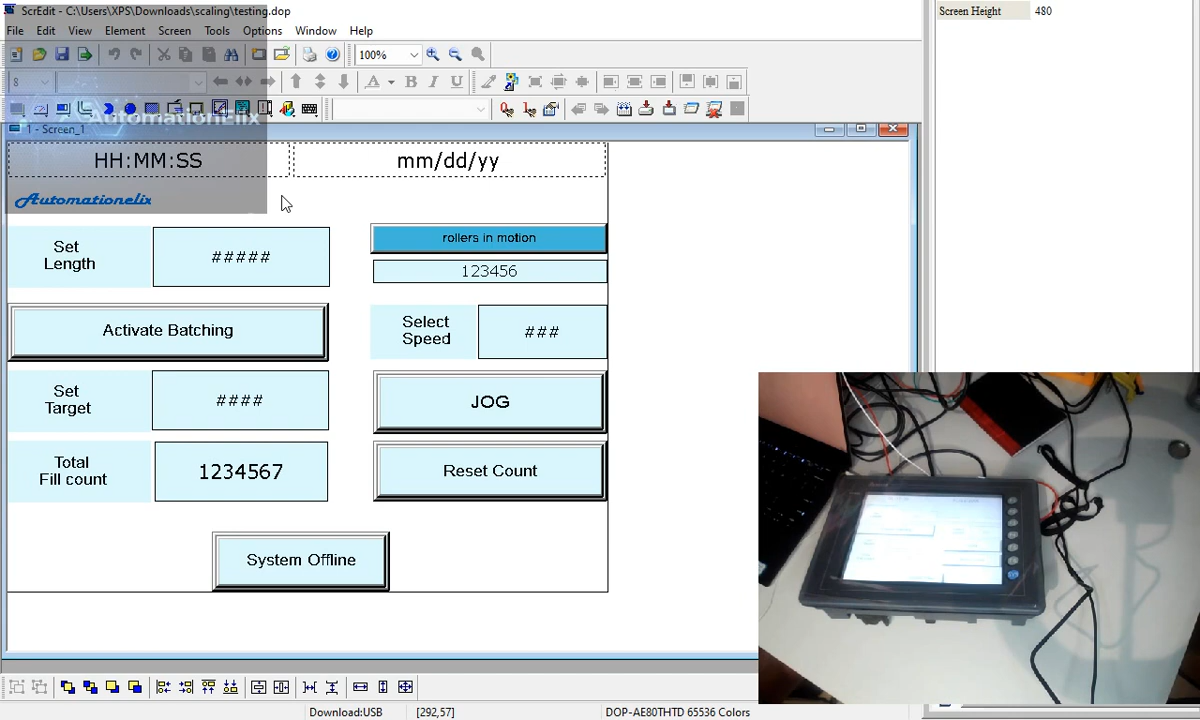 ScrEdit - C:\Users\XPS\Downloads\scaling\testing.dop
Screen Height 480
File Edit View Element Screen Tools Options Window Help
100%
8
AutomationElix
1 - Screen_1
HH:MM:SS mm/dd/yy
Automationelix
Set
Length
#####
rollers in motion
123456
Activate Batching
Select
Speed
###
Set
Target
####
JOG
Total
Fill count
1234567
Reset Count
System Offline
Download:USB [292,57] DOP-AE80THTD 65536 Colors